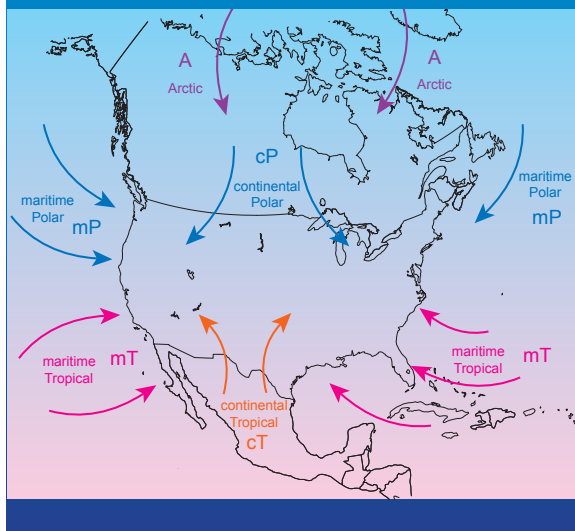 A
Arctic
A
Arctic
cP
continental
Polar
maritime
Polar
mP
maritime
Polar
mP
maritime
Tropical
mT
maritime
Tropical
mT
continental
Tropical
cT